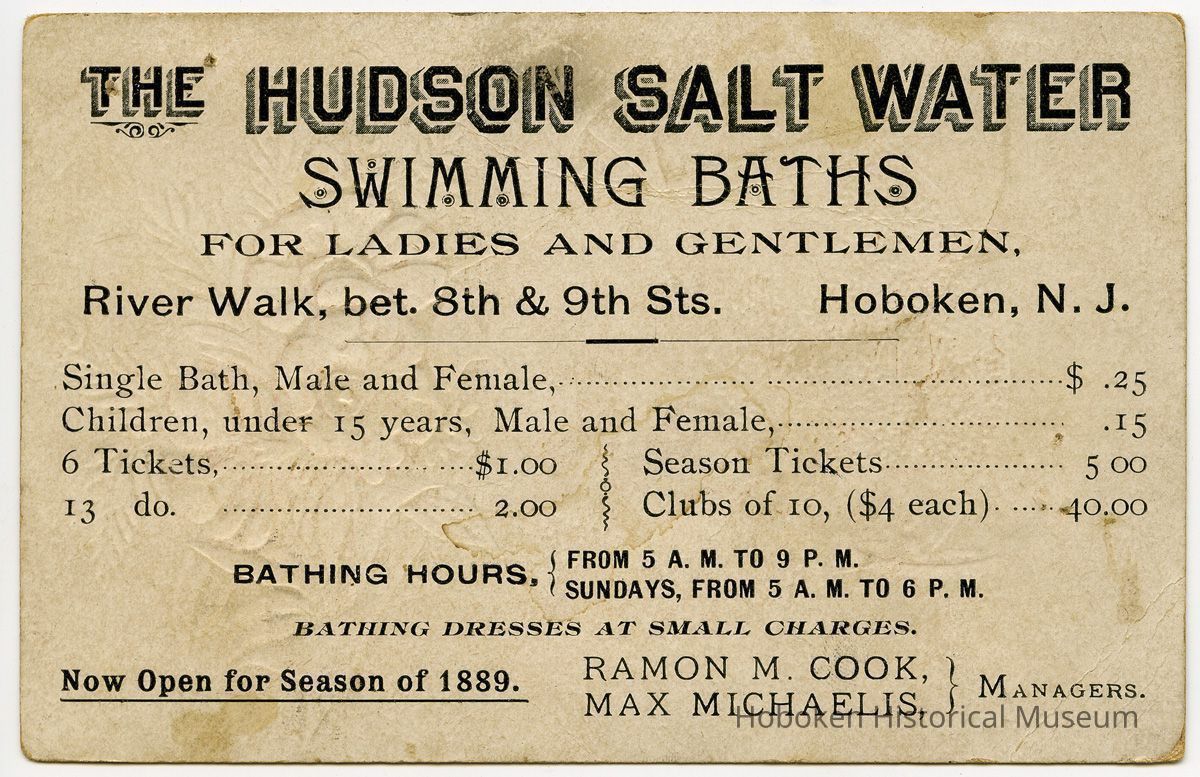 THE HUDSON SALT WATER
SWIMMING BATHS
FOR LADIES AND GENTLEMEN,
River Walk, bet. 8th & 9th Sts. Hoboken, N. J.
Single Bath, Male and Female, $ .25
Children, under 15 years, Male and Female, .15
6 Tickets, $1.00 Season Tickets 5 00
13 do. 2.00 Clubs of 10, ($4 each) 40.00
BATHING HOURS, { FROM 5 A. M. TO 9 P. M.
SUNDAYS, FROM 5 A. M. TO 6 P. M.
BATHING DRESSES AT SMALL CHARGES.
Now Open for Season of 1889. RAMON M. COOK,
MAX MICHAELIS, } MANAGERS.
Hoboken Historical Museum